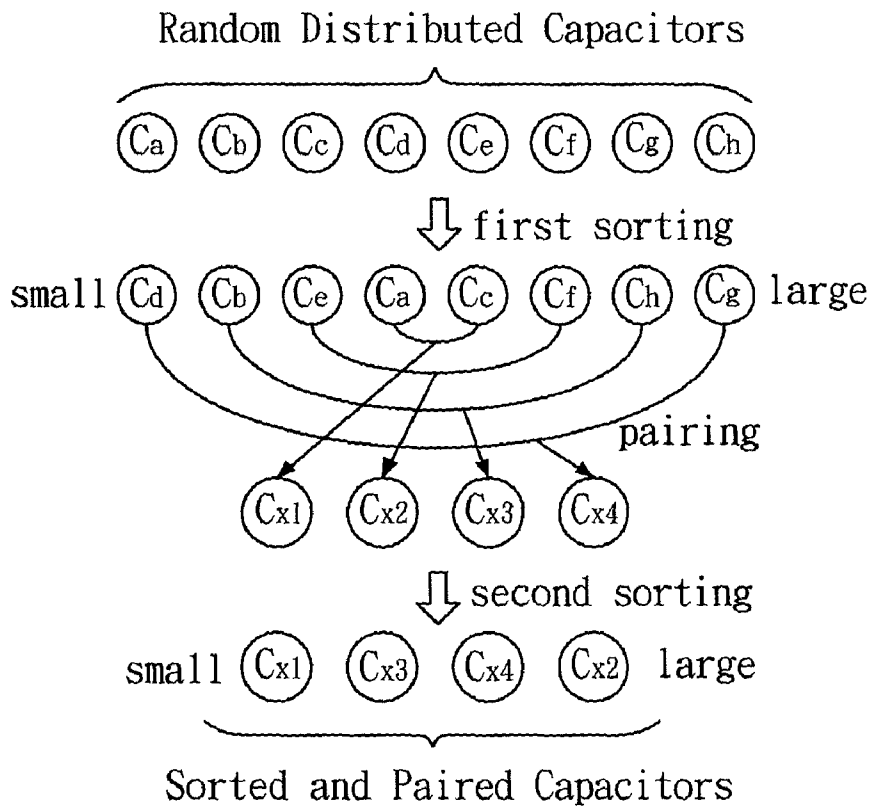 Random Distributed Capacitors
Ca Cb Cc Cd Ce Cf Cg Ch
first sorting
small Cd Cb Ce Ca Cc Cf Ch Cg large
pairing
Cx1 Cx2 Cx3 Cx4
second sorting
small Cx1 Cx3 Cx4 Cx2 large
Sorted and Paired Capacitors